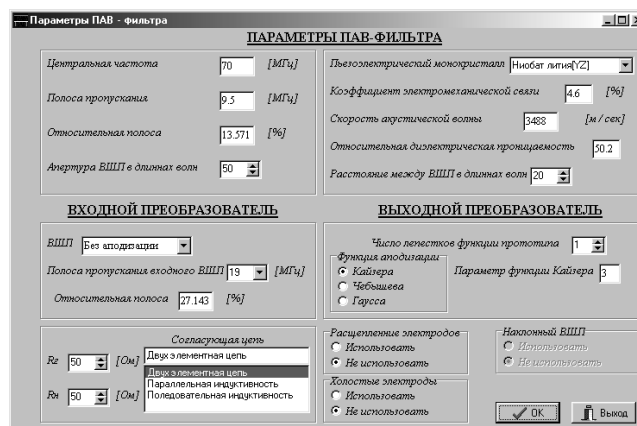 Параметры ПАВ - фильтра
ПАРАМЕТРЫ ПАВ-ФИЛЬТРА
Центральная частота 70 [МГц]
Полоса пропускания 9.5 [МГц]
Относительная полоса 13.571 [%]
Апертура ВШП в длиннах волн 50
Пьезоэлектрический монокристалл Ниобат лития[YZ]
Коэффициент электромеханической связи 4.6 [%]
Скорость акустической волны 3488 [м/сек]
Относительная диэлектрическая проницаемость 50.2
Расстояние между ВШП в длиннах волн 20
ВХОДНОЙ ПРЕОБРАЗОВАТЕЛЬ
ВШП Без аподизации
Полоса пропускания входного ВШП 19 [МГц]
Относительная полоса 27.143 [%]
ВЫХОДНОЙ ПРЕОБРАЗОВАТЕЛЬ
Число лепестков функции прототипа 1
Функция аподизации
Кайзера
Чебышева
Гаусса
Параметр функции Кайзера 3
Согласующая цепь
Rг 50 [Ом]
Rн 50 [Ом]
Двух элементная цепь
Двух элементная цепь
Параллельная индуктивность
Поледовательная индуктивность
Расщепление электродов
Использовать
Не использовать
Холостые электроды
Использовать
Не использовать
Наклонный ВШП
Использовать
Не использовать
OK
Выход